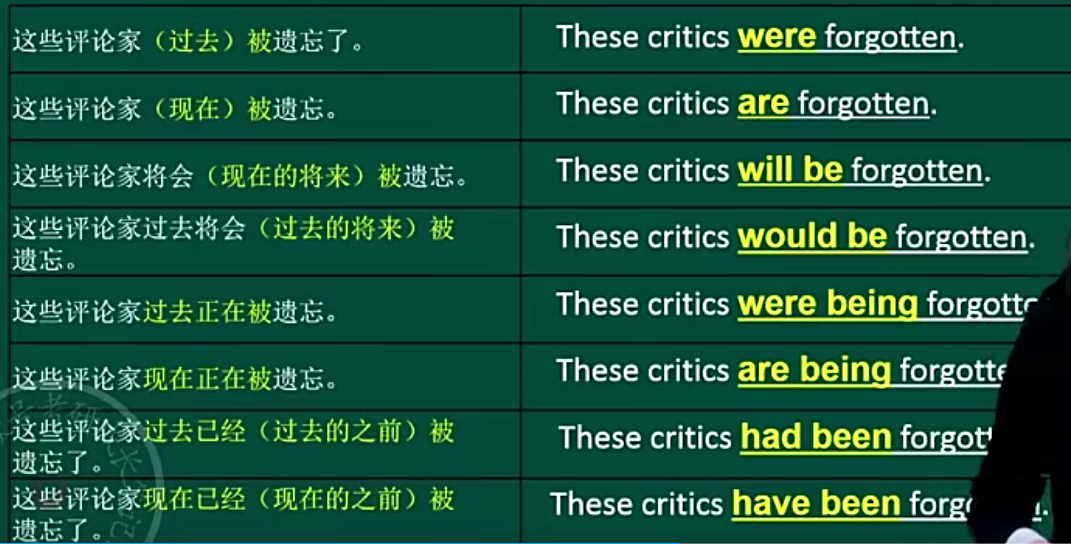 这些评论家（过去）被遗忘了。
These critics were forgotten.
这些评论家（现在）被遗忘。
These critics are forgotten.
这些评论家将会（现在的将来）被遗忘。
These critics will be forgotten.
这些评论家过去将会（过去的将来）被
遗忘。
These critics would be forgotten.
这些评论家过去正在被遗忘。
These critics were being
这些评论家现在正在被遗忘。
These critics are being
这些评论家过去已经（过去的之前）被
遗忘了。
These critics had been
这些评论家现在已经（现在的之前）被
遗忘了。
These critics have been